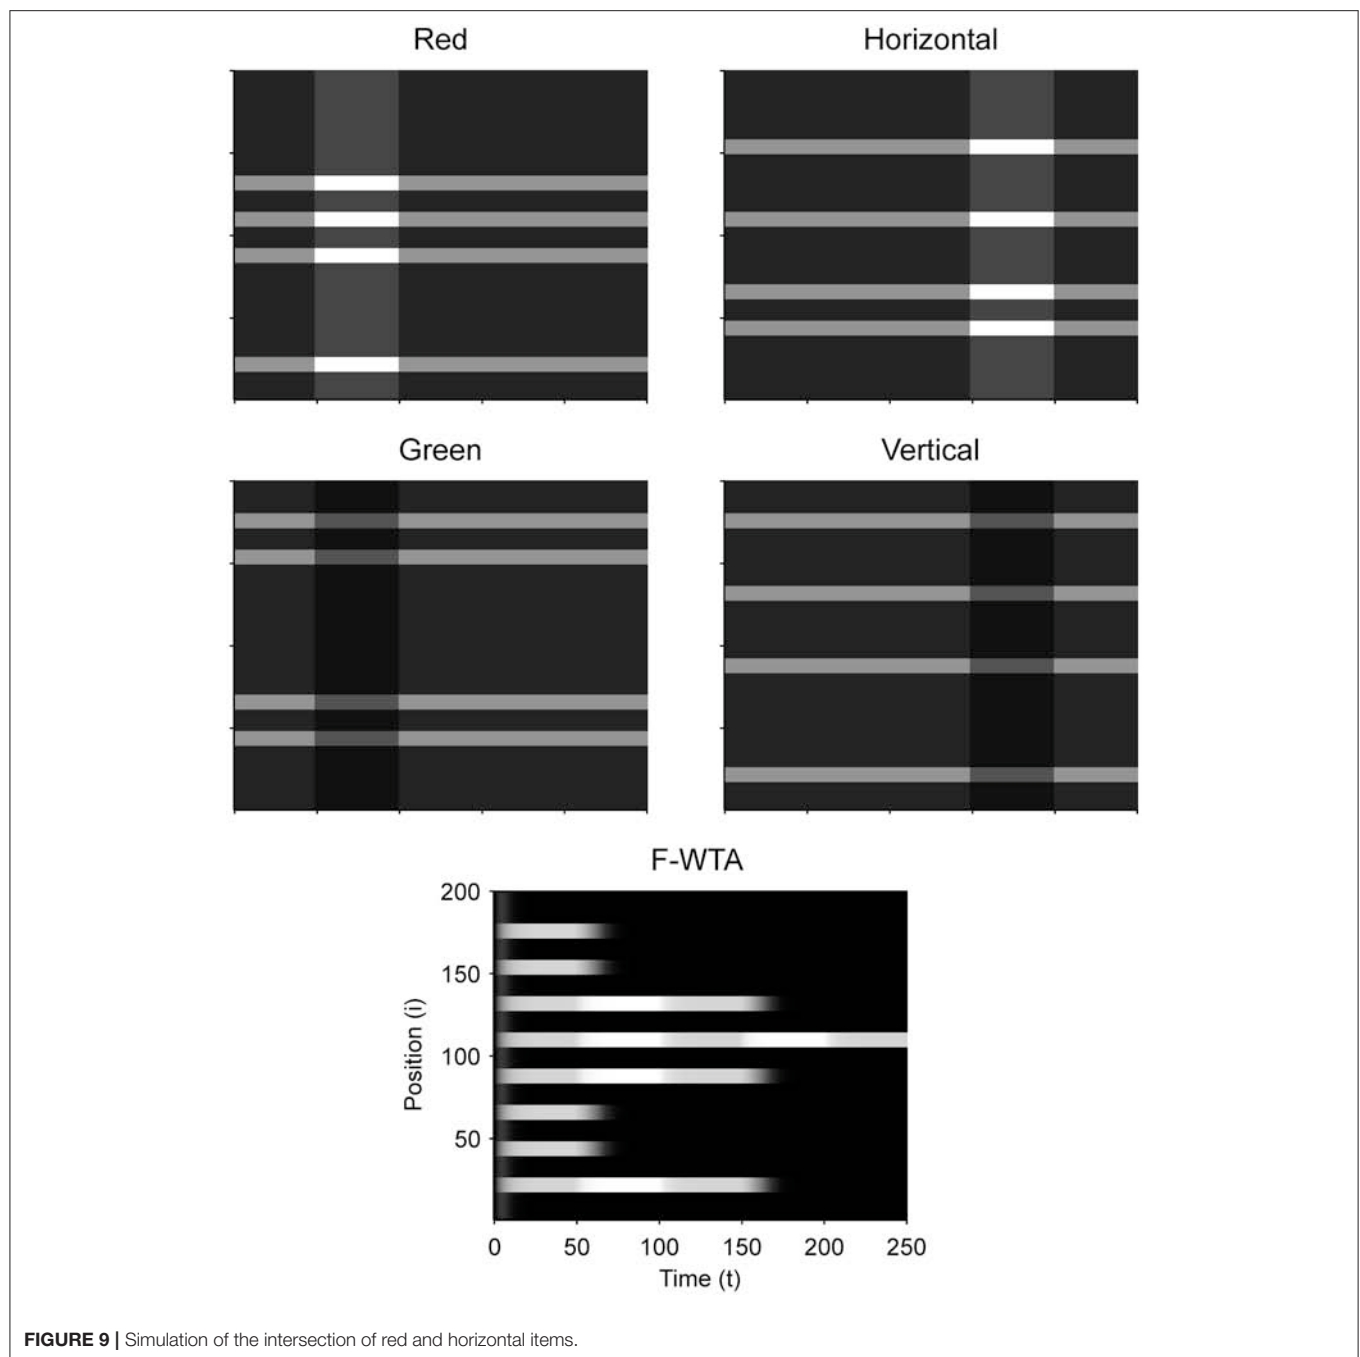 Red
Horizontal
Green
Vertical
F-WTA
200
150
100
50
Position (i)
0 50 100 150 200 250
Time (t)
FIGURE 9 | Simulation of the intersection of red and horizontal items.